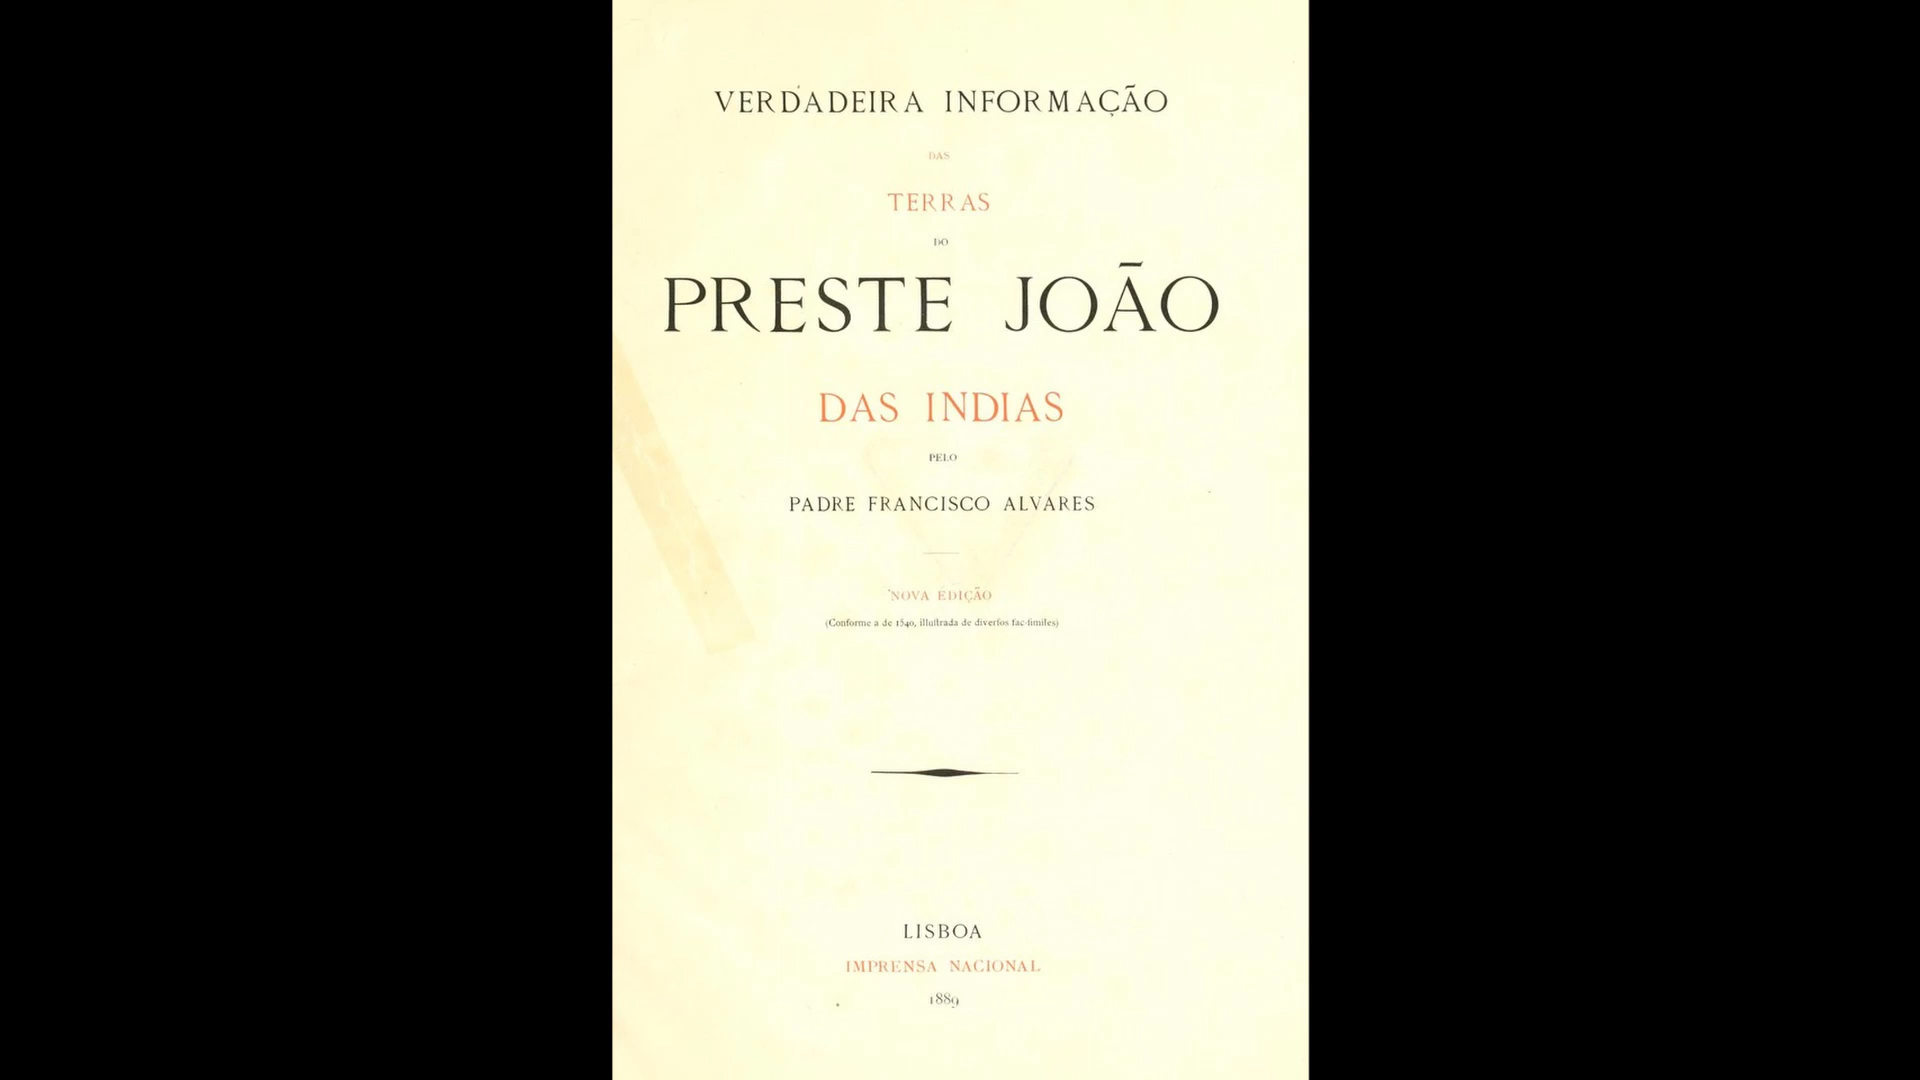 VERDADEIRA INFORMAÇÃO
DAS
TERRAS
DO
PRESTE JOÃO
DAS INDIAS
PELO
PADRE FRANCISCO ALVARES
NOVA EDIÇÃO
(Conforme a de 1540, illuſtrada de diverſos fac-ſimiles)
LISBOA
IMPRENSA NACIONAL
1889